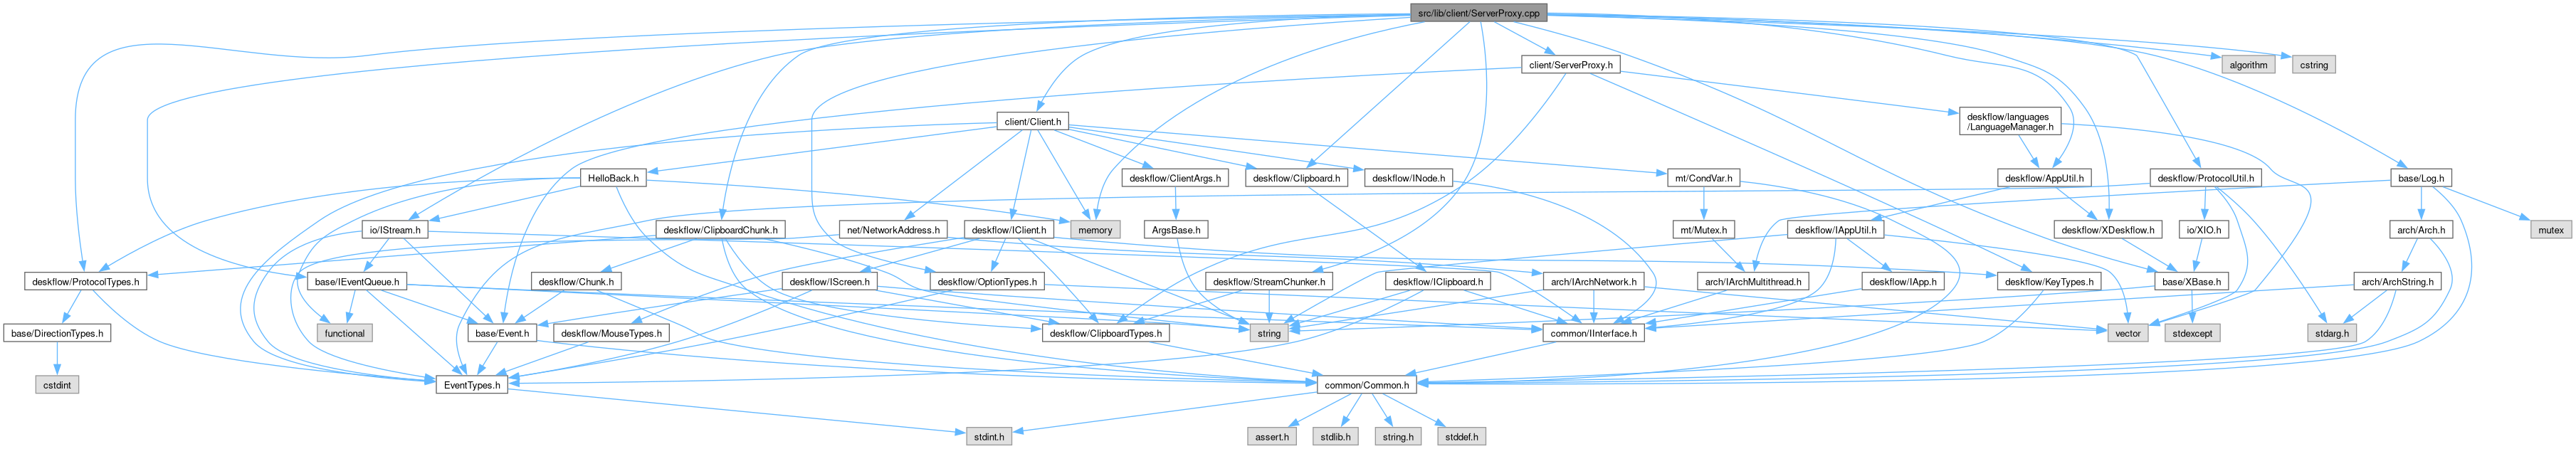 src/lib/client/ServerProxy.cpp
client/ServerProxy.h
algorithm
cstring
client/Client.h
deskflow/languages
/LanguageManager.h
HelloBack.h
deskflow/ClientArgs.h
deskflow/Clipboard.h
deskflow/INode.h
mt/CondVar.h
deskflow/AppUtil.h
deskflow/ProtocolUtil.h
base/Log.h
io/IStream.h
deskflow/ClipboardChunk.h
net/NetworkAddress.h
deskflow/IClient.h
memory
ArgsBase.h
mt/Mutex.h
deskflow/IAppUtil.h
deskflow/XDeskflow.h
io/XIO.h
arch/Arch.h
mutex
deskflow/ProtocolTypes.h
base/IEventQueue.h
deskflow/Chunk.h
deskflow/IScreen.h
deskflow/OptionTypes.h
deskflow/StreamChunker.h
deskflow/IClipboard.h
arch/IArchNetwork.h
arch/IArchMultithread.h
deskflow/IApp.h
deskflow/KeyTypes.h
base/XBase.h
arch/ArchString.h
base/DirectionTypes.h
functional
base/Event.h
deskflow/MouseTypes.h
deskflow/ClipboardTypes.h
string
common/IInterface.h
vector
stdexcept
stdarg.h
cstdint
EventTypes.h
common/Common.h
stdint.h
assert.h
stdlib.h
string.h
stddef.h